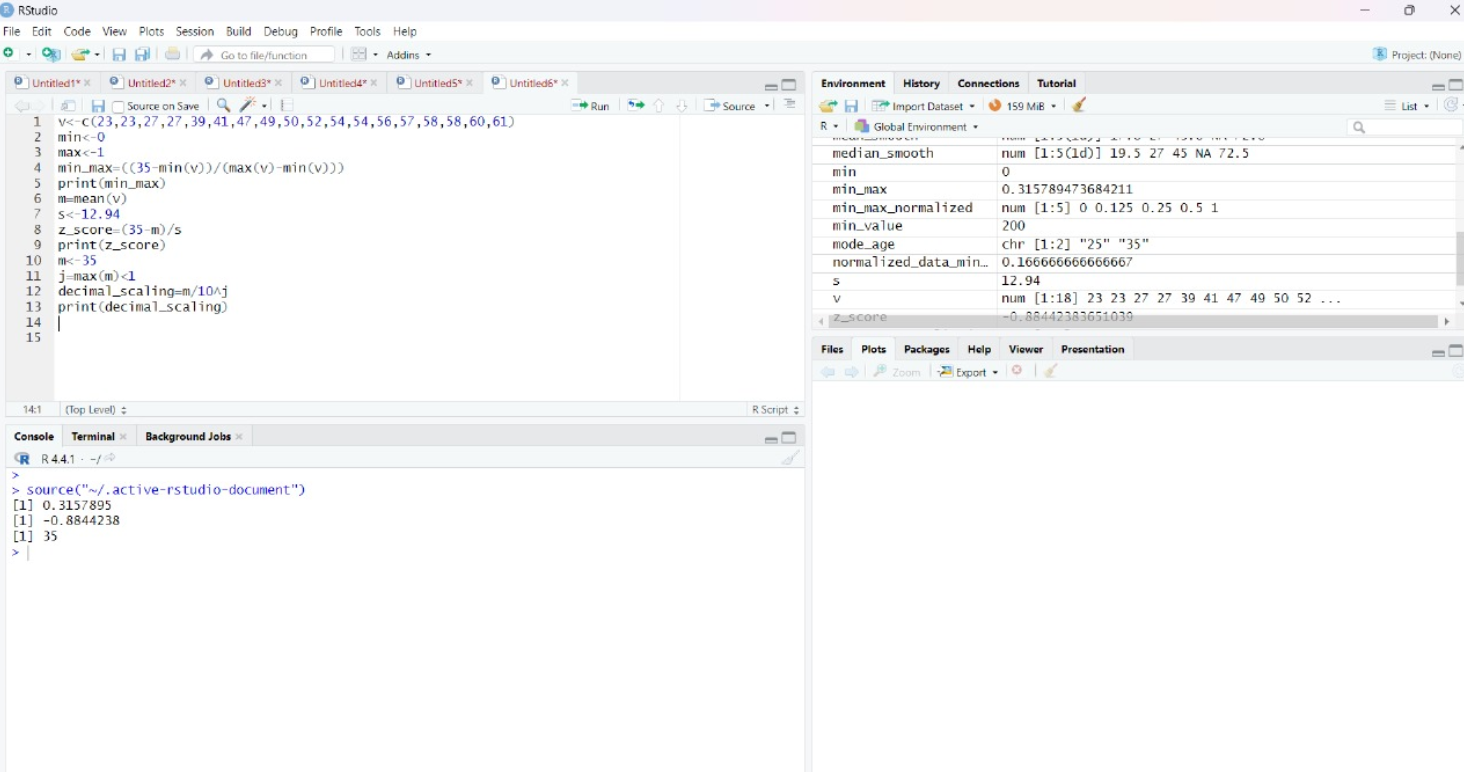 RStudio
File Edit Code View Plots Session Build Debug Profile Tools Help
Go to file/function Addins Project: (None)
Untitled1* Untitled2* Untitled3* Untitled4* Untitled5* Untitled6*
Source on Save Run Source
1 v<-c(23,23,27,27,39,41,47,49,50,52,54,54,56,57,58,58,60,61)
2 min<-0
3 max<-1
4 min_max=((35-min(v))/(max(v)-min(v)))
5 print(min_max)
6 m=mean(v)
7 s<-12.94
8 z_score=(35-m)/s
9 print(z_score)
10 m<-35
11 j=max(m)<1
12 decimal_scaling=m/10^j
13 print(decimal_scaling)
14
15
14:1 (Top Level) R Script
Console Terminal Background Jobs
R 4.4.1 · ~/
>
> source("~/.active-rstudio-document")
[1] 0.3157895
[1] -0.8844238
[1] 35
>
Environment History Connections Tutorial
Import Dataset 159 MiB List
R Global Environment
median_smooth num [1:5(1d)] 19.5 27 45 NA 72.5
min 0
min_max 0.315789473684211
min_max_normalized num [1:5] 0 0.125 0.25 0.5 1
min_value 200
mode_age chr [1:2] "25" "35"
normalized_data_min… 0.166666666666667
s 12.94
v num [1:18] 23 23 27 27 39 41 47 49 50 52 ...
z_score -0.88442383651039
Files Plots Packages Help Viewer Presentation
Zoom Export